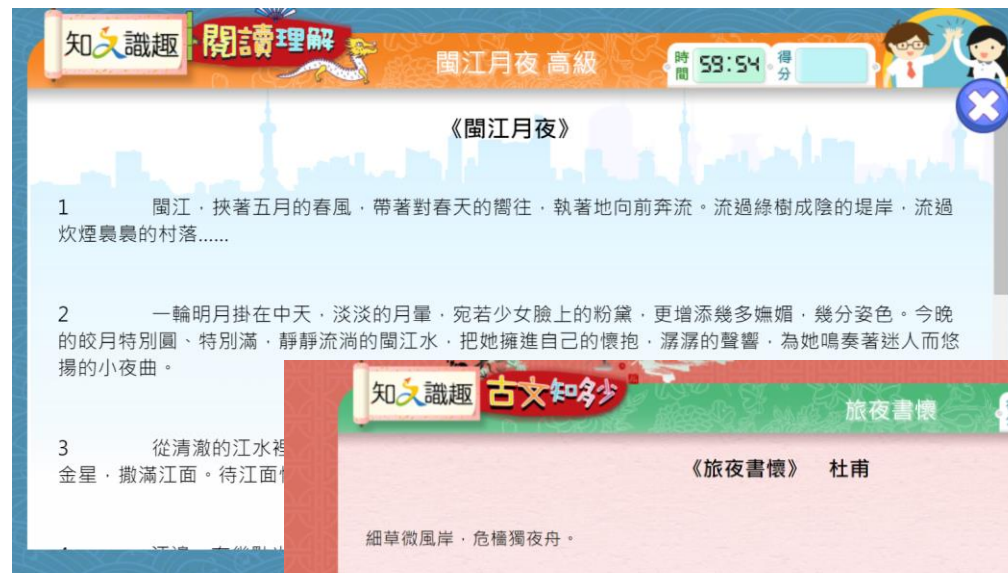 知文識趣 閱讀理解
閩江月夜 高級
時間 59:54 得分
《閩江月夜》
1 閩江，挾著五月的春風，帶著對春天的嚮往，執著地向前奔流。流過綠樹成陰的堤岸，流過
炊煙裊裊的村落......
2 一輪明月掛在中天，淡淡的月暈，宛若少女臉上的粉黛，更增添幾多嫵媚，幾分姿色。今晚
的皎月特別圓、特別滿，靜靜流淌的閩江水，把她擁進自己的懷抱，潺潺的聲響，為她鳴奏著迷人而悠
揚的小夜曲。
3 從清澈的江水裡
金星，撒滿江面。待江面
知文識趣 古文知多少
旅夜書懷
《旅夜書懷》 杜甫
細草微風岸，危檣獨夜舟。